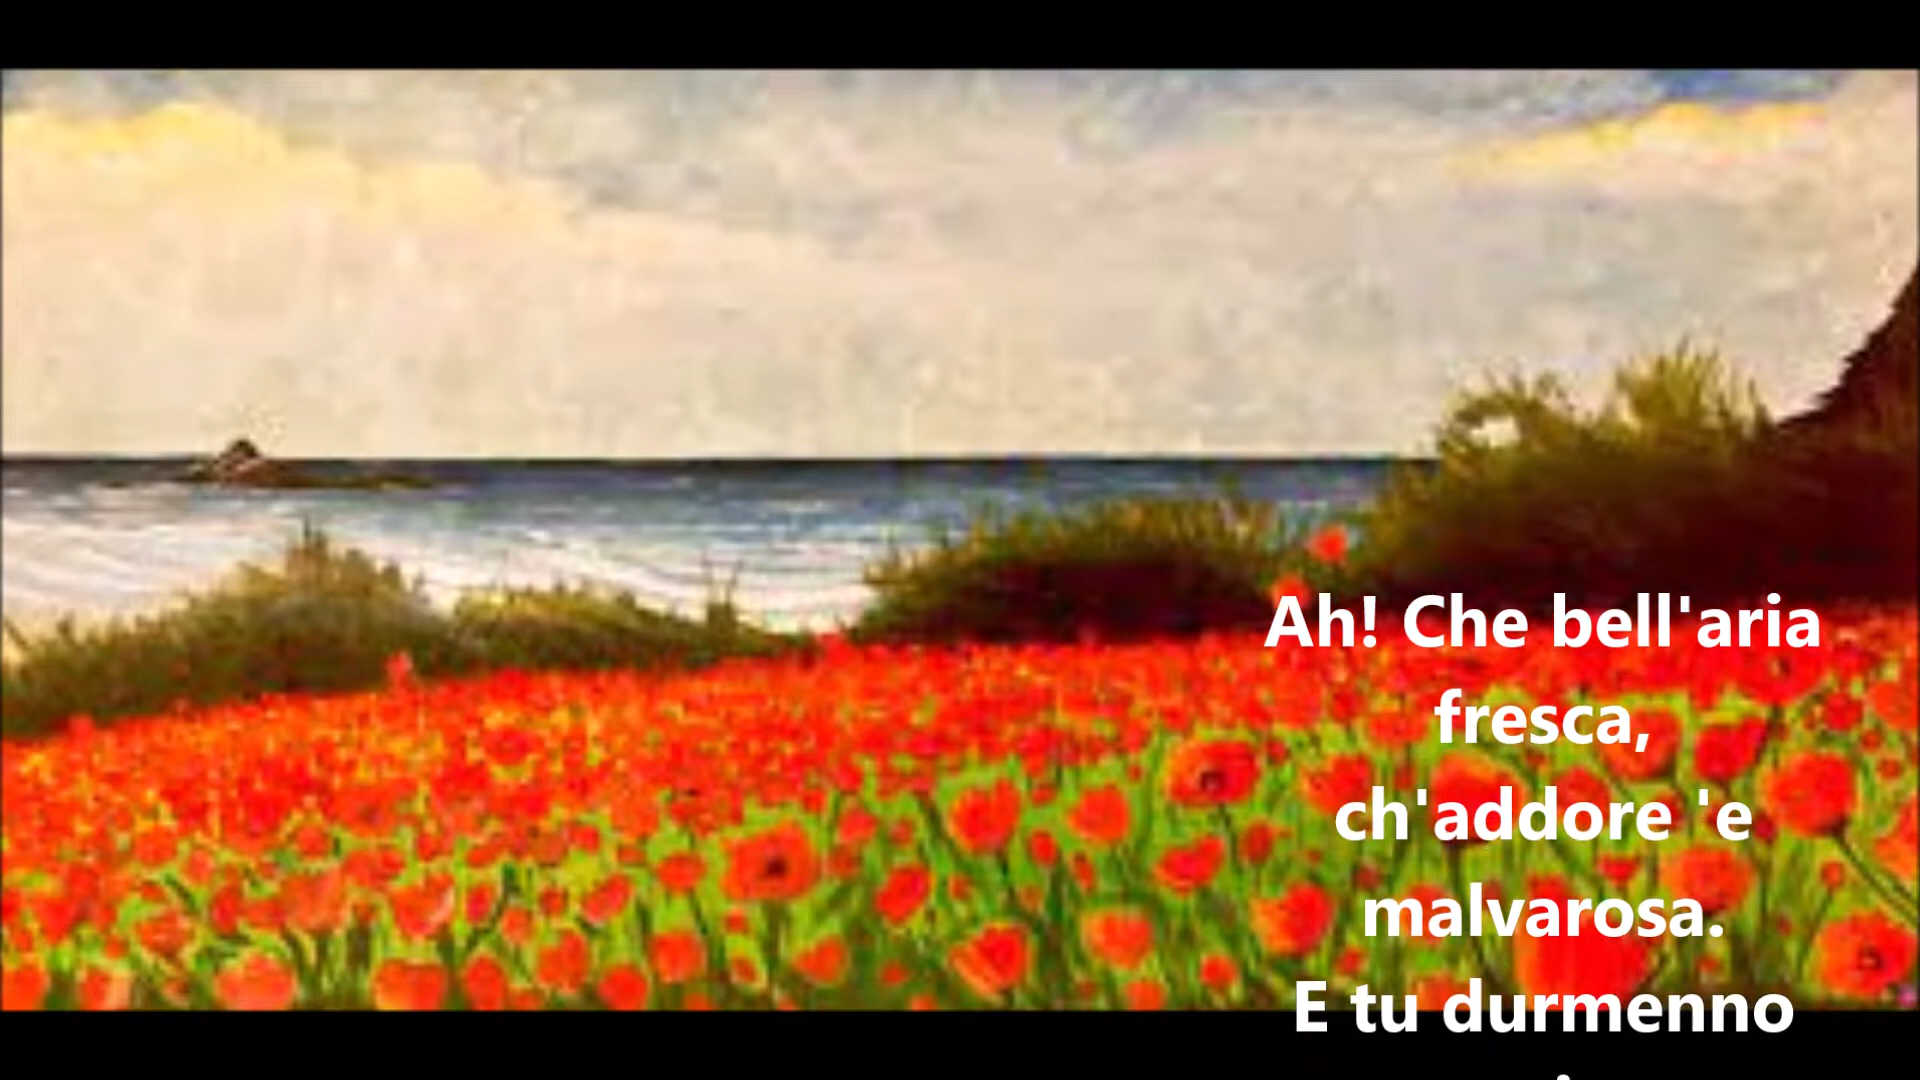 Ah! Che bell'aria
fresca,
ch'addore 'e
malvarosa.
E tu durmenno